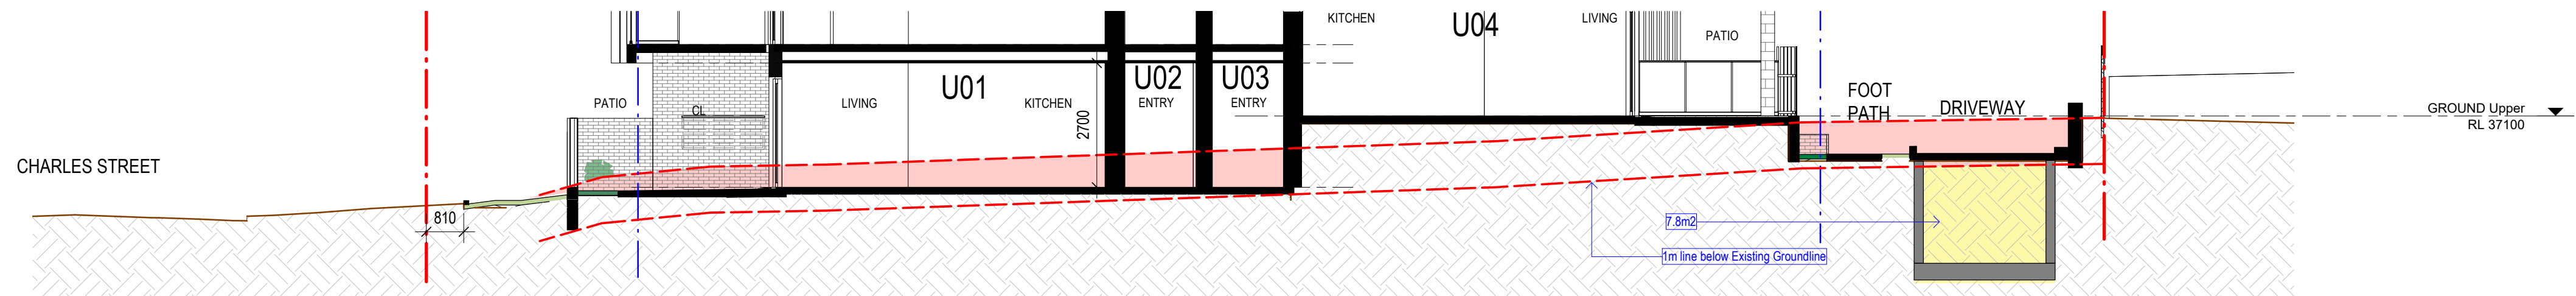 KITCHEN
U04
LIVING
PATIO
U01
U02
U03
PATIO
CL
LIVING
KITCHEN
ENTRY
ENTRY
2700
FOOT
PATH
DRIVEWAY
GROUND Upper
RL 37100
CHARLES STREET
810
7.8m2
1m line below Existing Groundline